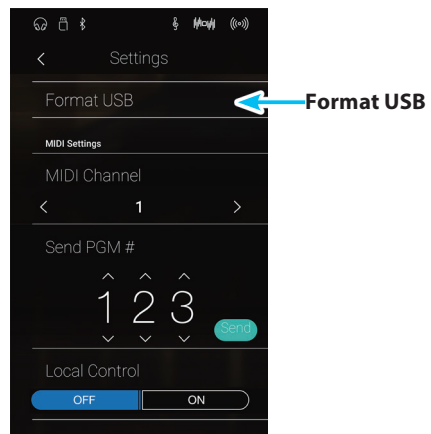 Settings
Format USB
Format USB
MIDI Settings
MIDI Channel
1
Send PGM #
1 2 3
Send
Local Control
OFF ON